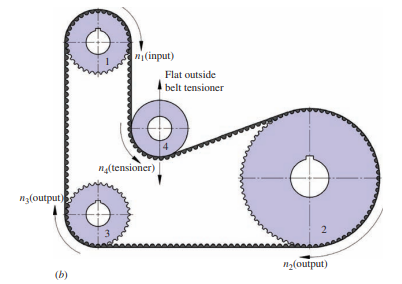 1
n1(input)
Flat outside
belt tensioner
4
n4(tensioner)
n3(output)
3
2
n2(output)
(b)